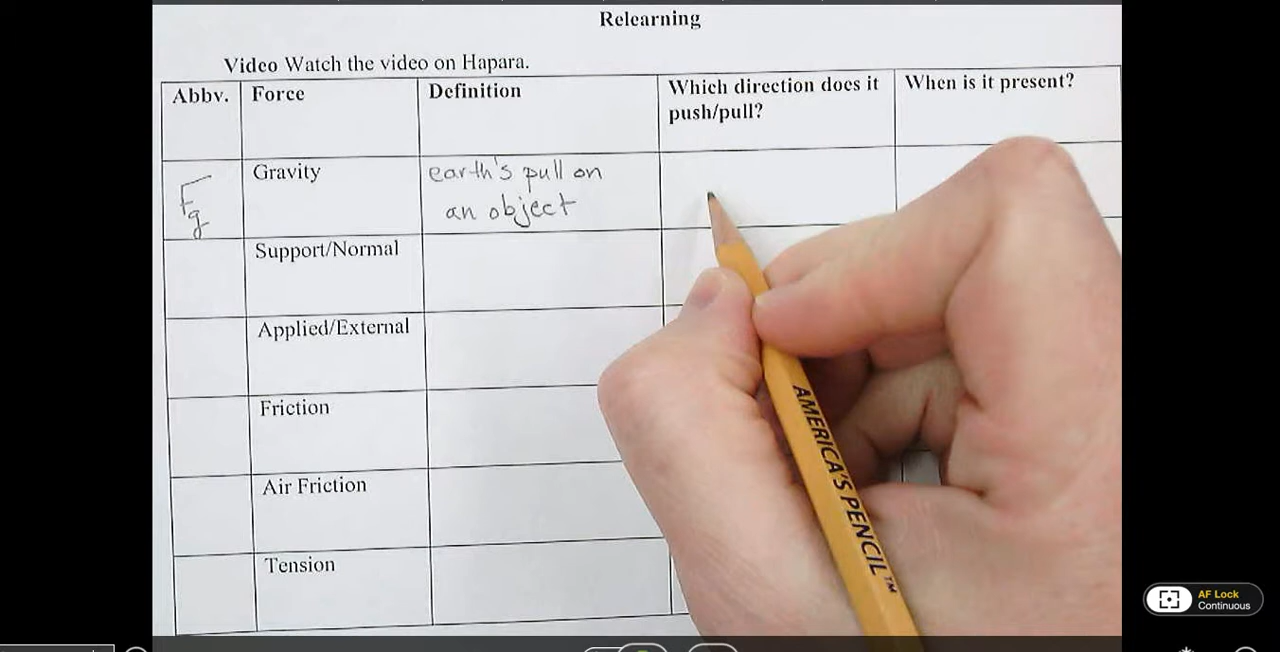 Relearning
Video Watch the video on Hapara.
Abbv.
Force
Definition
Which direction does it
push/pull?
When is it present?
Fg
Gravity
earth's pull on
an object
Support/Normal
Applied/External
Friction
Air Friction
Tension
AMERICA'S PENCIL™
AF Lock
Continuous